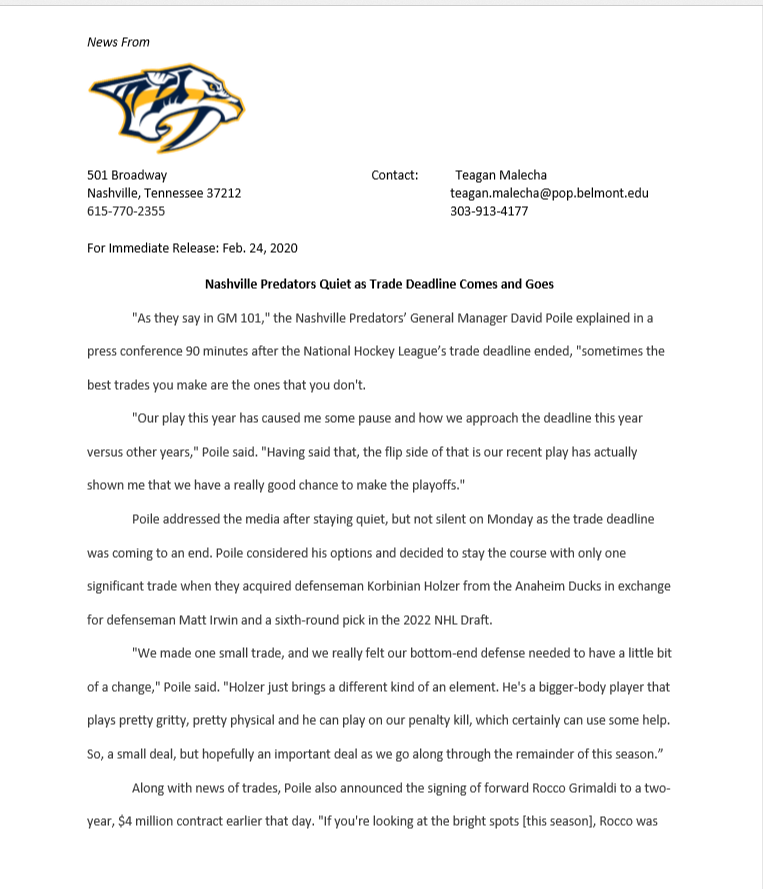 News From
501 Broadway Contact: Teagan Malecha
Nashville, Tennessee 37212 teagan.malecha@pop.belmont.edu
615-770-2355 303-913-4177
For Immediate Release: Feb. 24, 2020
Nashville Predators Quiet as Trade Deadline Comes and Goes
"As they say in GM 101," the Nashville Predators’ General Manager David Poile explained in a
press conference 90 minutes after the National Hockey League’s trade deadline ended, "sometimes the
best trades you make are the ones that you don't.
"Our play this year has caused me some pause and how we approach the deadline this year
versus other years," Poile said. "Having said that, the flip side of that is our recent play has actually
shown me that we have a really good chance to make the playoffs."
Poile addressed the media after staying quiet, but not silent on Monday as the trade deadline
was coming to an end. Poile considered his options and decided to stay the course with only one
significant trade when they acquired defenseman Korbinian Holzer from the Anaheim Ducks in exchange
for defenseman Matt Irwin and a sixth-round pick in the 2022 NHL Draft.
"We made one small trade, and we really felt our bottom-end defense needed to have a little bit
of a change," Poile said. "Holzer just brings a different kind of an element. He's a bigger-body player that
plays pretty gritty, pretty physical and he can play on our penalty kill, which certainly can use some help.
So, a small deal, but hopefully an important deal as we go along through the remainder of this season.”
Along with news of trades, Poile also announced the signing of forward Rocco Grimaldi to a two-
year, $4 million contract earlier that day. "If you're looking at the bright spots [this season], Rocco was